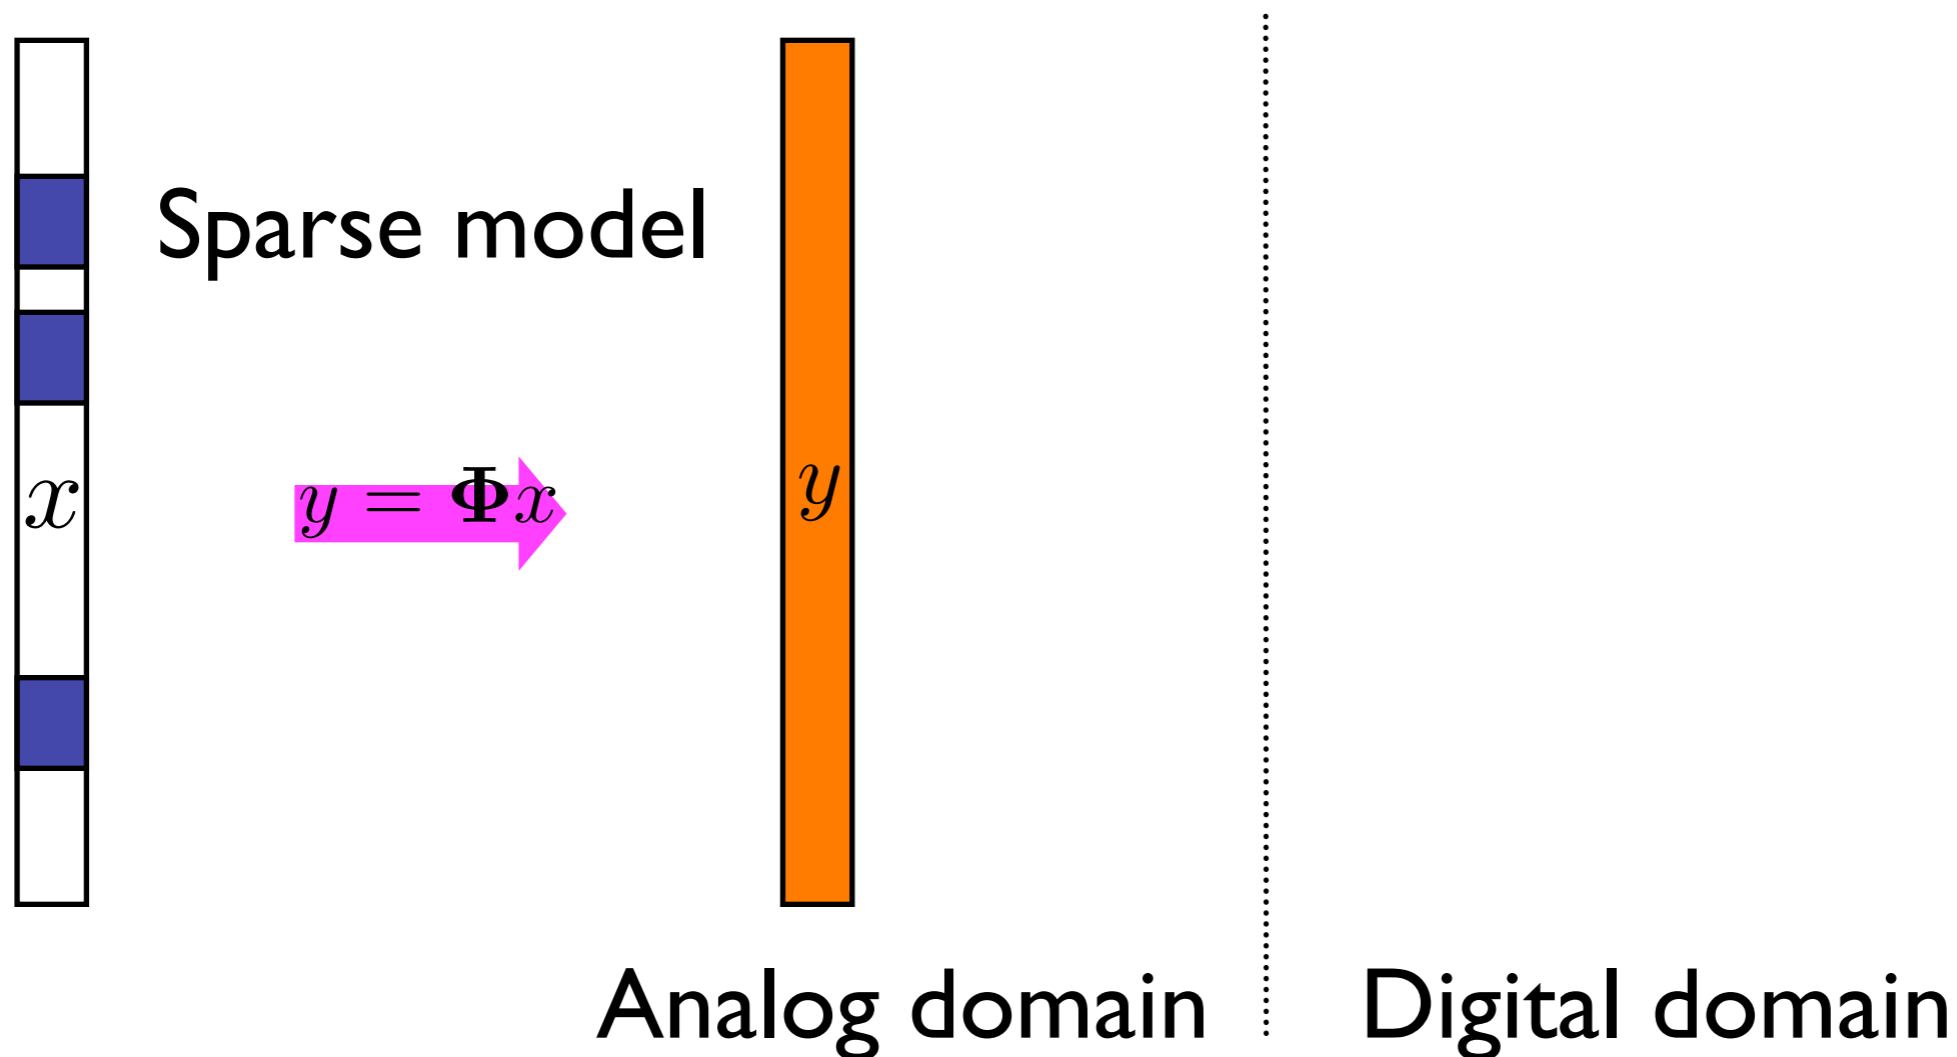 Sparse model
x
y = Φx
y
Analog domain
Digital domain